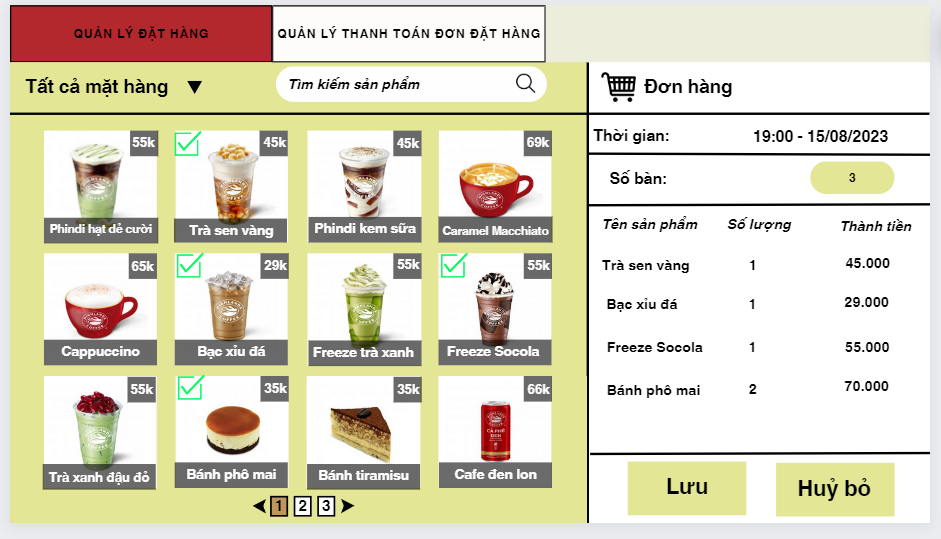 QUẢN LÝ ĐẶT HÀNG
QUẢN LÝ THANH TOÁN ĐƠN ĐẶT HÀNG
Tất cả mặt hàng ▼
Tìm kiếm sản phẩm
55k
Phindi hạt dẻ cười
45k
Trà sen vàng
45k
Phindi kem sữa
69k
Caramel Macchiato
65k
Cappuccino
29k
Bạc xỉu đá
55k
Freeze trà xanh
55k
Freeze Socola
55k
Trà xanh đậu đỏ
35k
Bánh phô mai
35k
Bánh tiramisu
66k
CÀ PHÊ
ĐEN
Cafe đen lon
1 2 3
Đơn hàng
Thời gian: 19:00 - 15/08/2023
Số bàn: 3
Tên sản phẩm Số lượng Thành tiền
Trà sen vàng 1 45.000
Bạc xỉu đá 1 29.000
Freeze Socola 1 55.000
Bánh phô mai 2 70.000
Lưu
Huỷ bỏ